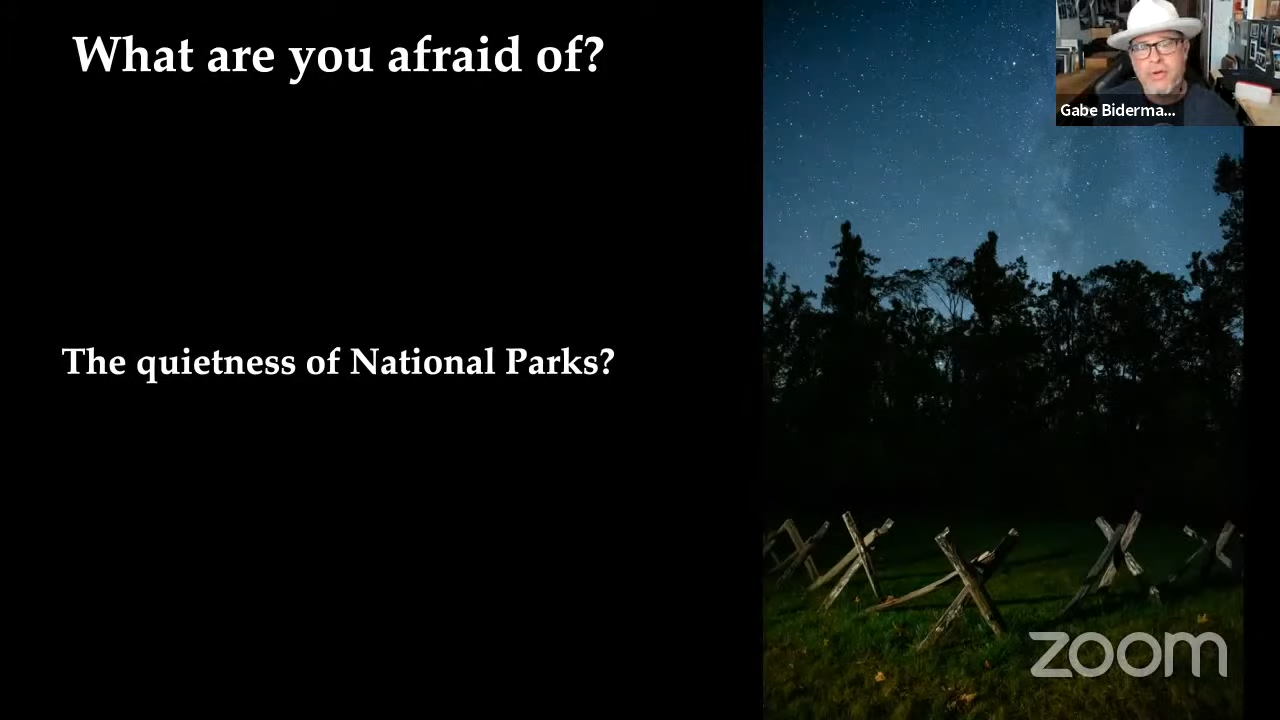 What are you afraid of?
Gabe Biderma...
The quietness of National Parks?
zoom